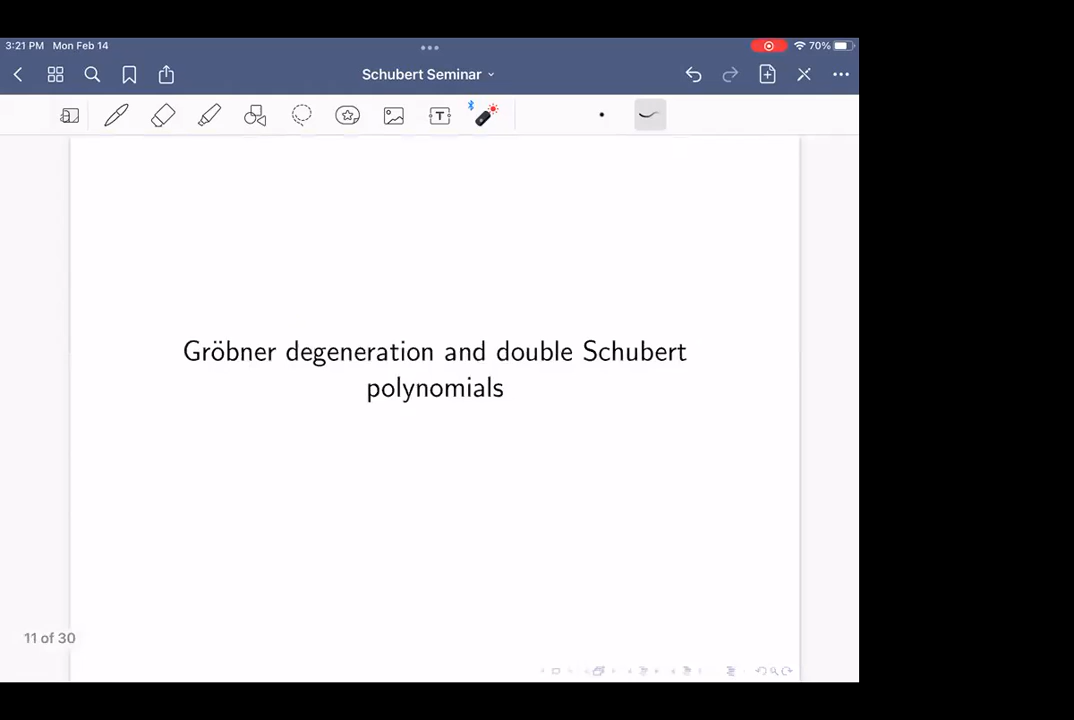 3:21 PM Mon Feb 14
70%
Schubert Seminar
T
Gröbner degeneration and double Schubert
polynomials
11 of 30